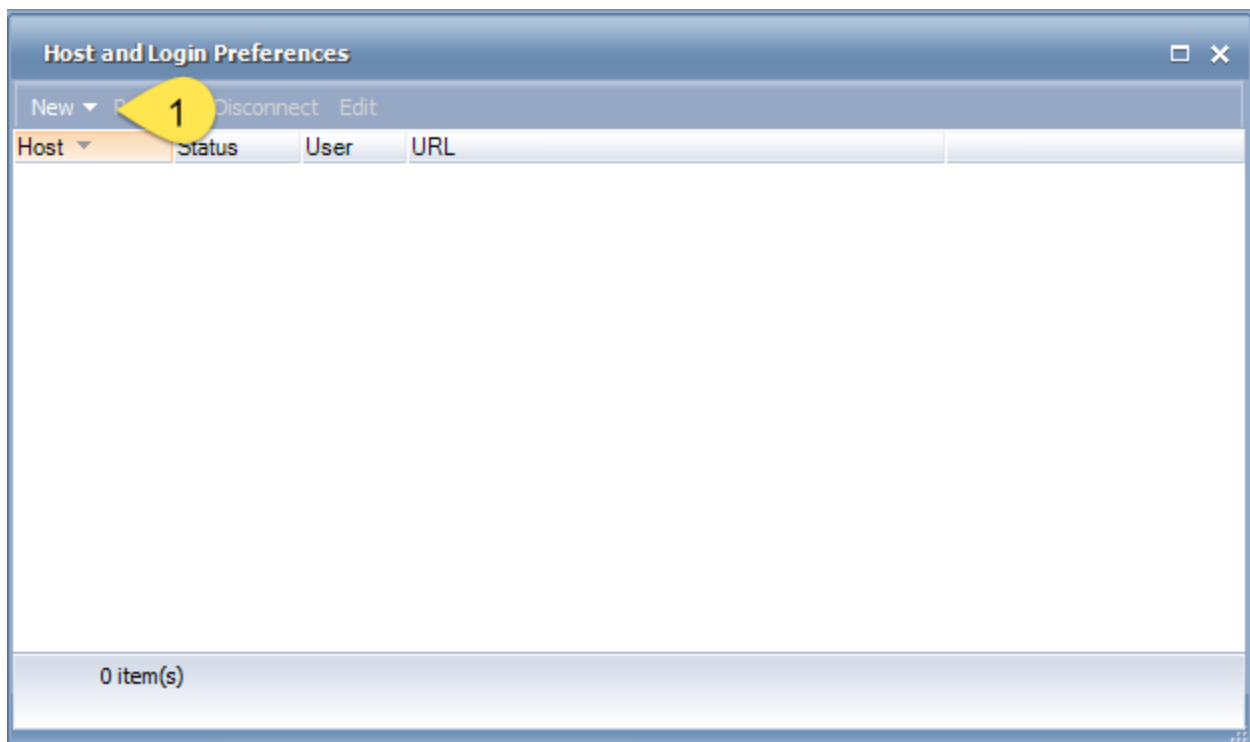 Host and Login Preferences
New Disconnect Edit
1
Host Status User URL
0 item(s)